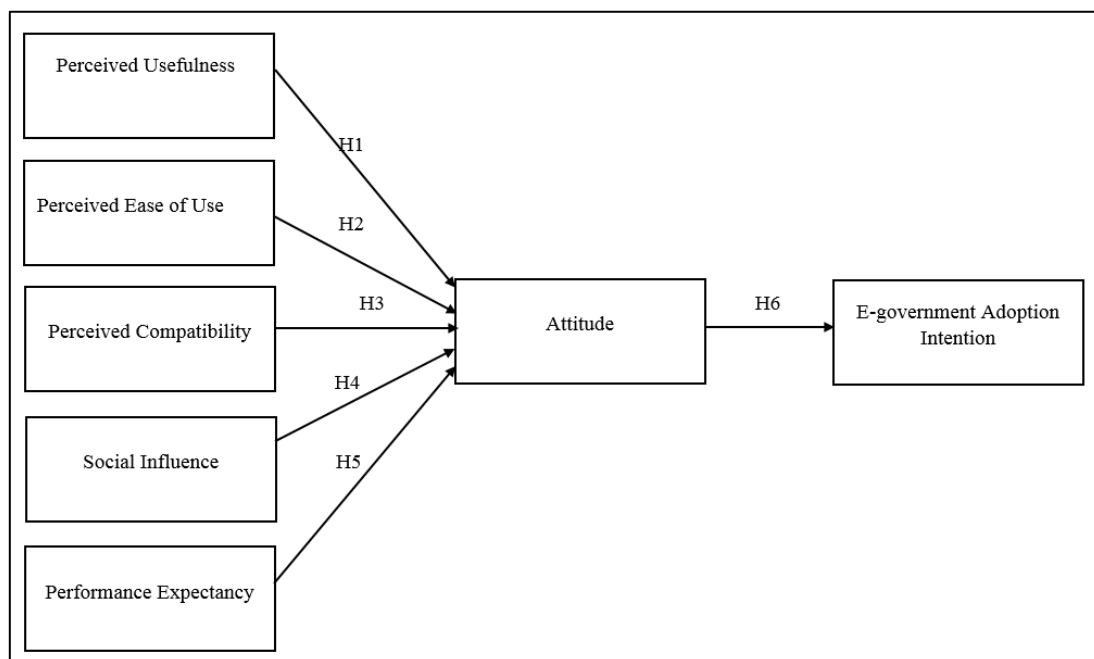 Perceived Usefulness
H1
Perceived Ease of Use
H2
Perceived Compatibility
H3
Social Influence
H4
Performance Expectancy
H5
Attitude
H6
E-government Adoption
Intention